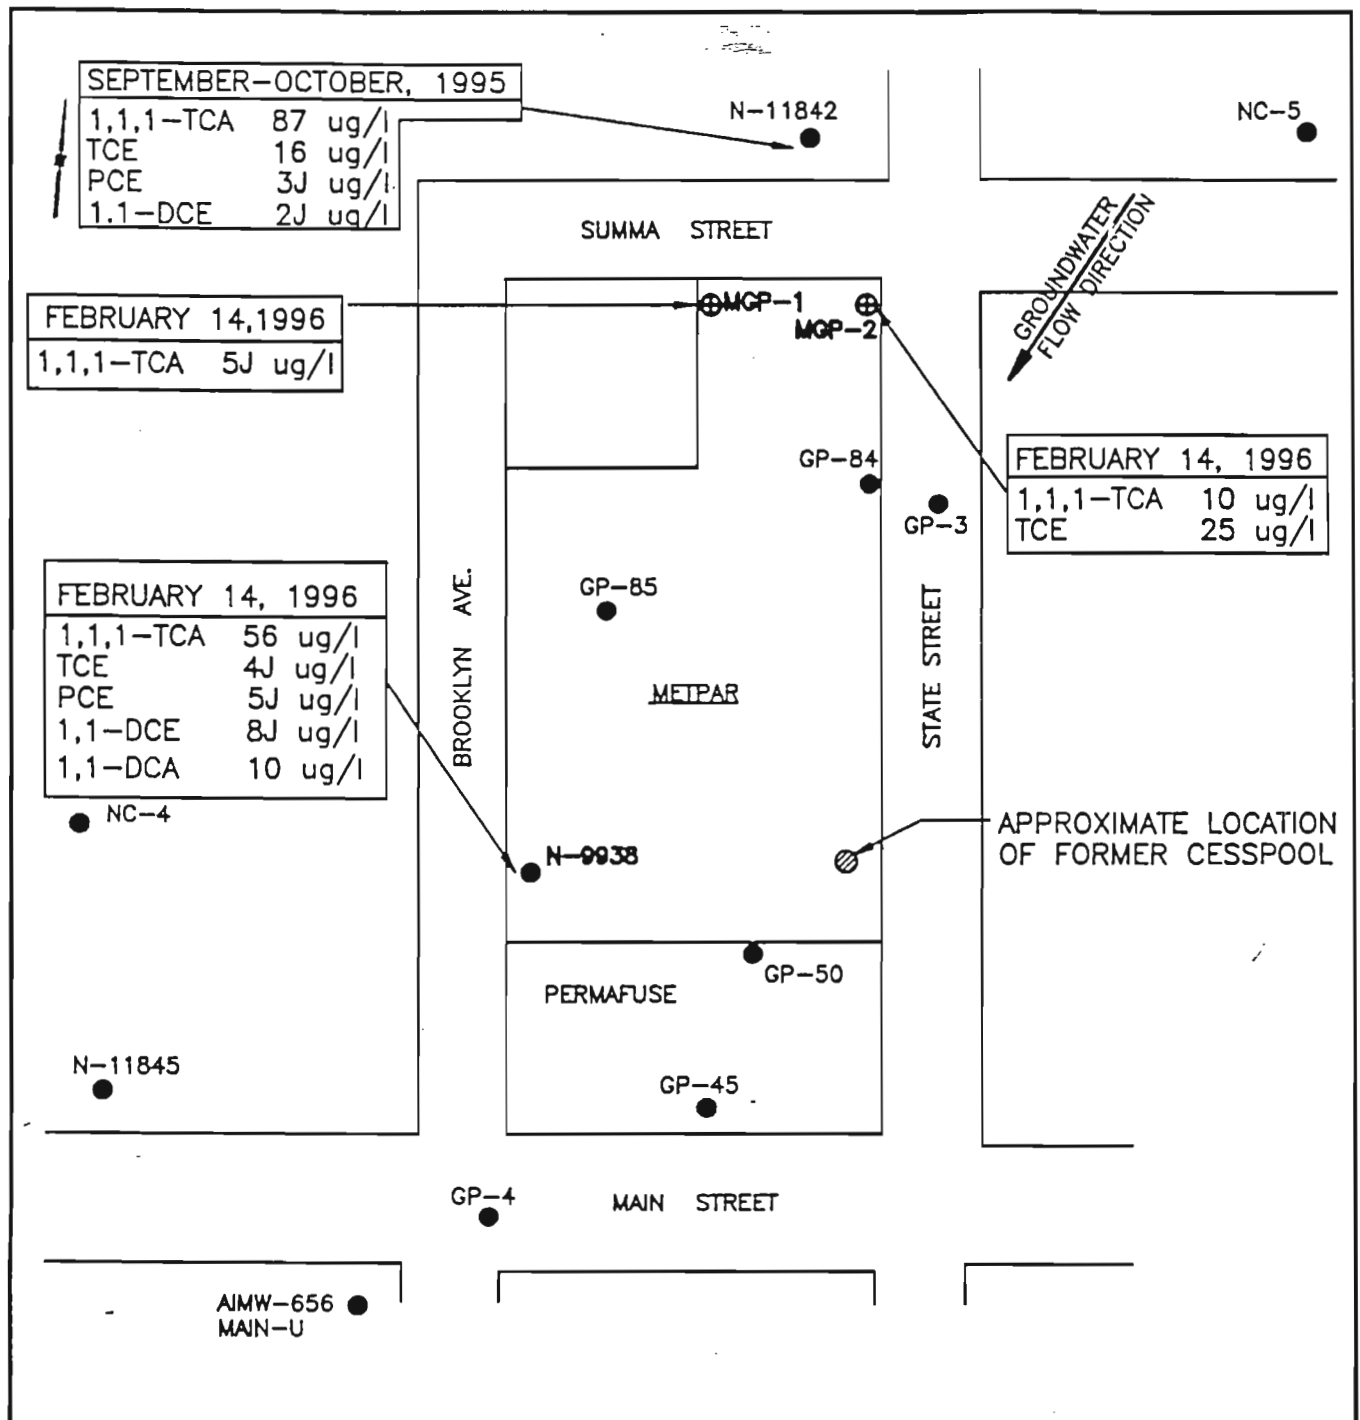 SEPTEMBER-OCTOBER, 1995
1,1,1-TCA 87 ug/l
TCE 16 ug/l
PCE 3J ug/l
1.1-DCE 2J ug/l
N-11842
NC-5
SUMMA STREET
GROUNDWATER
FLOW DIRECTION
FEBRUARY 14,1996
1,1,1-TCA 5J ug/l
MGP-1
MGP-2
GP-84
GP-3
FEBRUARY 14, 1996
1,1,1-TCA 10 ug/l
TCE 25 ug/l
FEBRUARY 14, 1996
1,1,1-TCA 56 ug/l
TCE 4J ug/l
PCE 5J ug/l
1,1-DCE 8J ug/l
1,1-DCA 10 ug/l
BROOKLYN AVE.
GP-85
METPAR
STATE STREET
NC-4
N-9938
APPROXIMATE LOCATION
OF FORMER CESSPOOL
GP-50
PERMAFUSE
N-11845
GP-45
GP-4
MAIN STREET
AIMW-656
MAIN-U